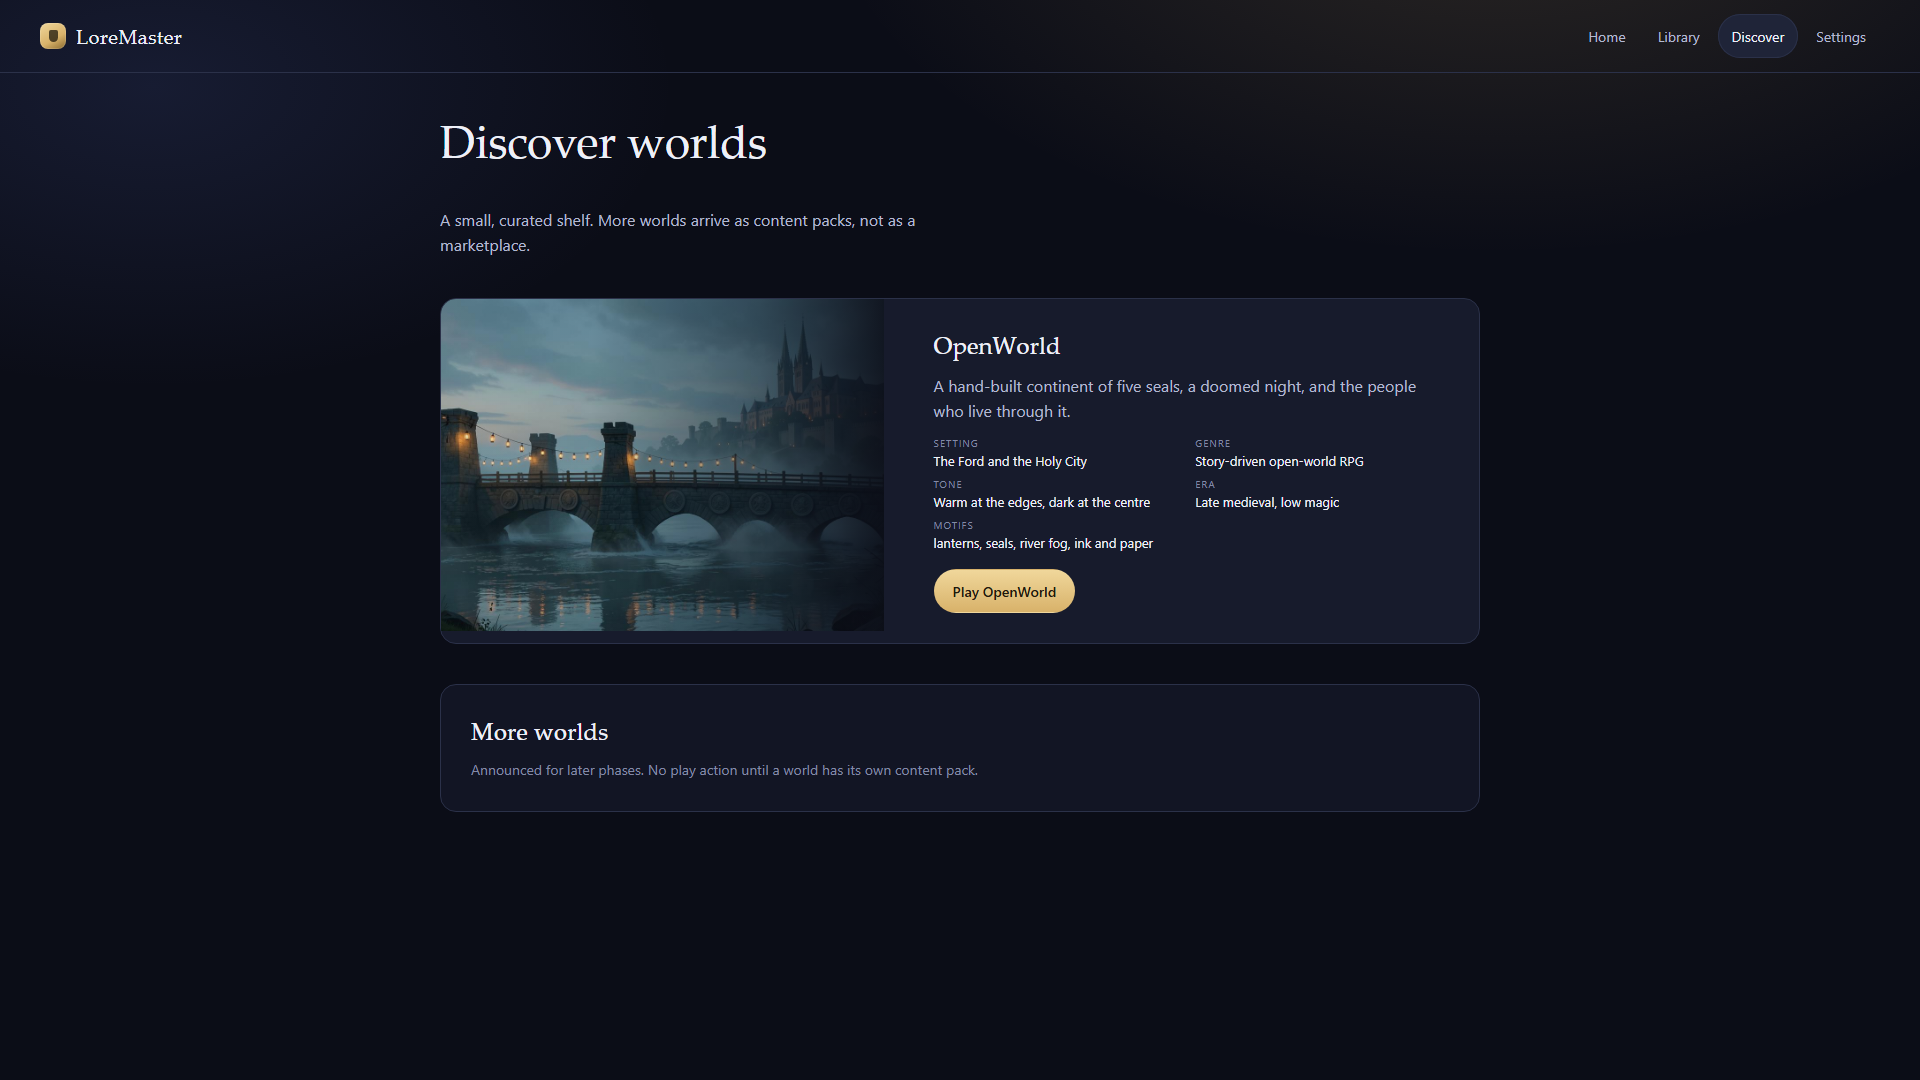 LoreMaster
Home
Library
Discover
Settings
Discover worlds
A small, curated shelf. More worlds arrive as content packs, not as a
marketplace.
OpenWorld
A hand-built continent of five seals, a doomed night, and the people
who live through it.
SETTING
The Ford and the Holy City
GENRE
Story-driven open-world RPG
TONE
Warm at the edges, dark at the centre
ERA
Late medieval, low magic
MOTIFS
lanterns, seals, river fog, ink and paper
Play OpenWorld
More worlds
Announced for later phases. No play action until a world has its own content pack.